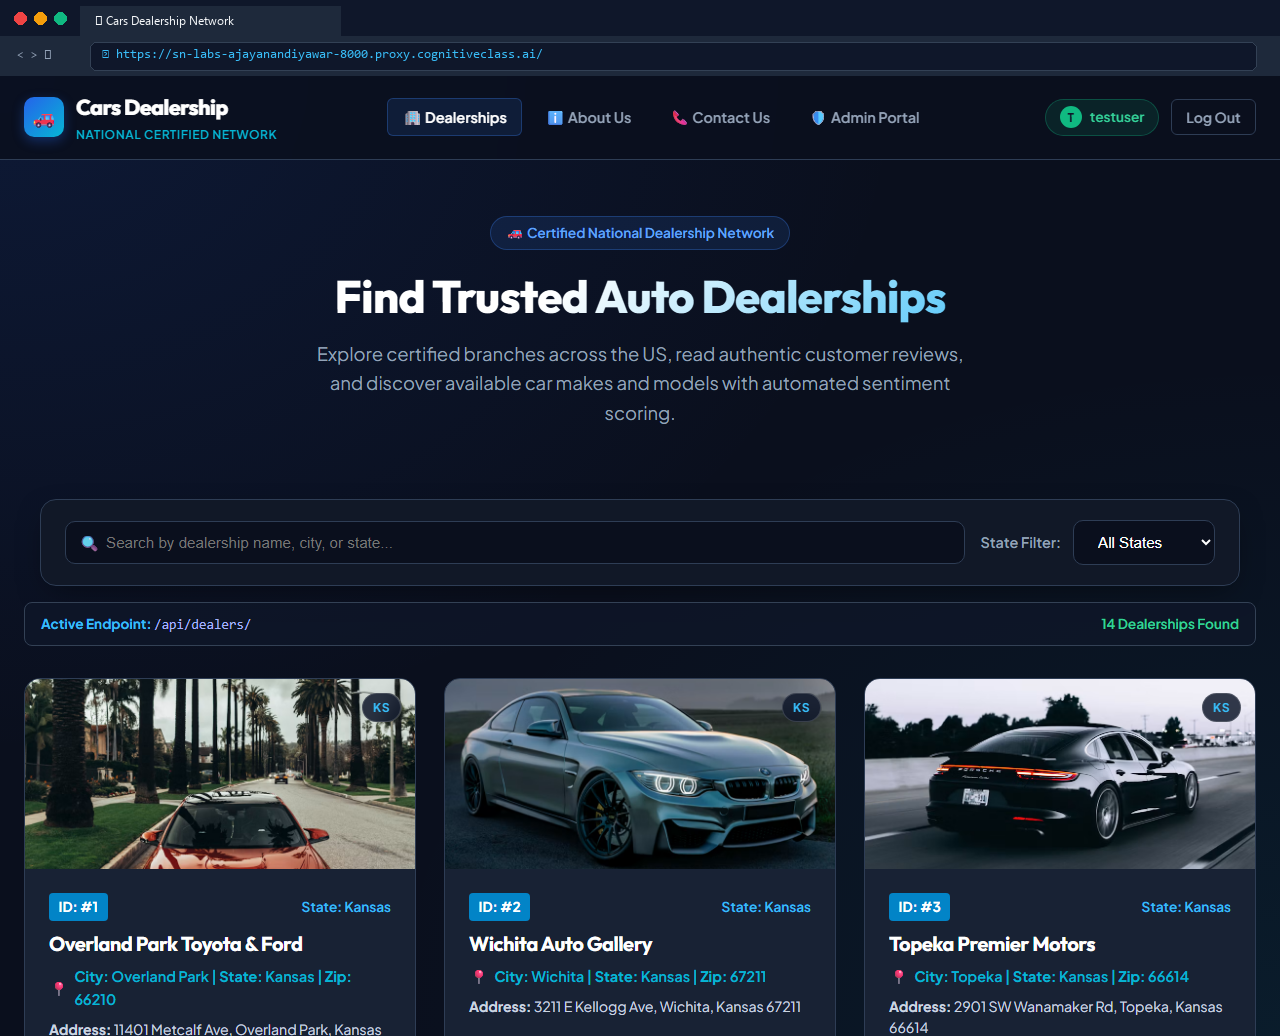 Cars Dealership Network
https://sn-labs-ajayanandiyawar-8000.proxy.cognitiveclass.ai/
Cars Dealership
NATIONAL CERTIFIED NETWORK
Dealerships
About Us
Contact Us
Admin Portal
T testuser
Log Out
Certified National Dealership Network
Find Trusted Auto Dealerships
Explore certified branches across the US, read authentic customer reviews,
and discover available car makes and models with automated sentiment
scoring.
Search by dealership name, city, or state...
State Filter:
All States
Active Endpoint: /api/dealers/
14 Dealerships Found
KS
ID: #1
State: Kansas
Overland Park Toyota & Ford
City: Overland Park | State: Kansas | Zip:
66210
Address: 11401 Metcalf Ave, Overland Park, Kansas
KS
ID: #2
State: Kansas
Wichita Auto Gallery
City: Wichita | State: Kansas | Zip: 67211
Address: 3211 E Kellogg Ave, Wichita, Kansas 67211
KS
PORSCHE
ID: #3
State: Kansas
Topeka Premier Motors
City: Topeka | State: Kansas | Zip: 66614
Address: 2901 SW Wanamaker Rd, Topeka, Kansas
66614